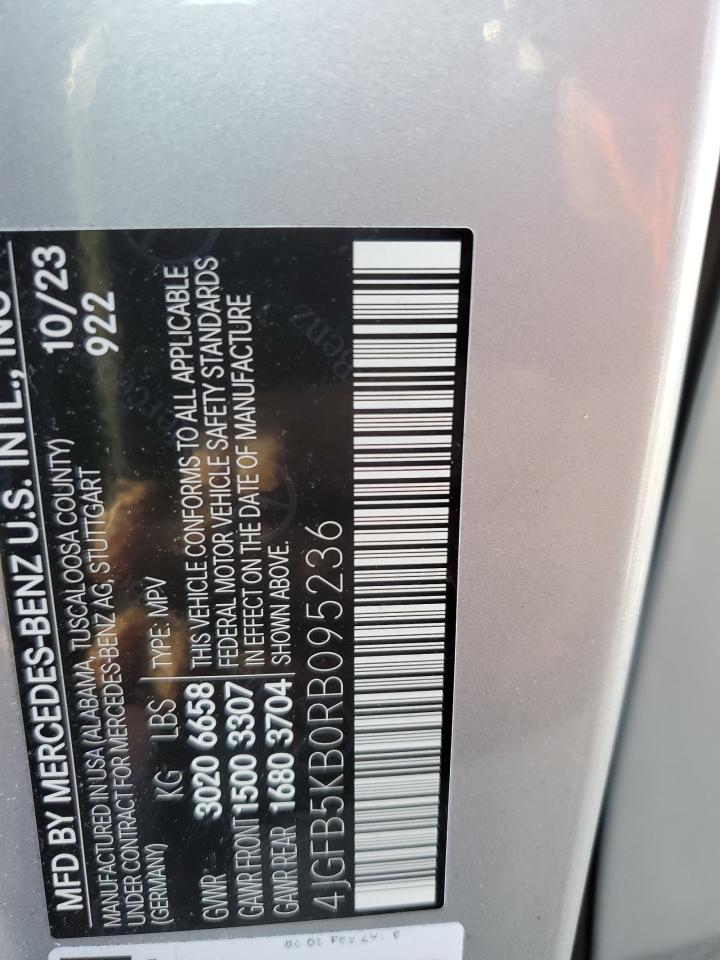 MFD BY MERCEDES-BENZ U.S. INTL., INC
10/23
MANUFACTURED IN USA (ALABAMA, TUSCALOOSA COUNTY)
UNDER CONTRACT FOR MERCEDES-BENZ AG, STUTTGART
922
(GERMANY)
KG LBS TYPE: MPV
GVWR 3020 6658 THIS VEHICLE CONFORMS TO ALL APPLICABLE
GAWR FRONT 1500 3307 FEDERAL MOTOR VEHICLE SAFETY STANDARDS
IN EFFECT ON THE DATE OF MANUFACTURE
GAWR REAR 1680 3704 SHOWN ABOVE.
4JGFB5KB0RB095236